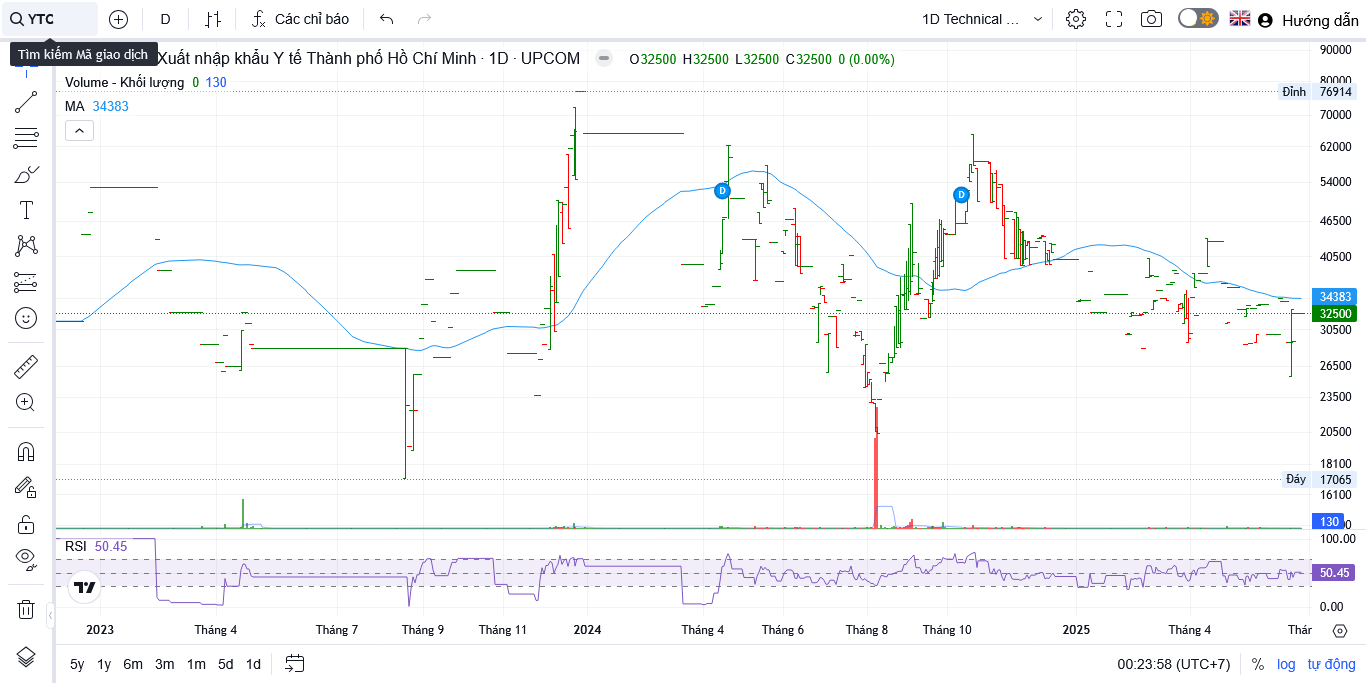 YTC
D
Các chỉ báo
1D Technical ...
Hướng dẫn
Tìm kiếm Mã giao dịch
Xuất nhập khẩu Y tế Thành phố Hồ Chí Minh · 1D · UPCOM
O32500 H32500 L32500 C32500 0 (0.00%)
Volume - Khối lượng 0 130
MA 34383
90000
80000
Đỉnh 76914
70000
62000
54000
D
D
46500
40500
34383
32500
30500
26500
23500
20500
18100
Đáy 17065
16100
130
RSI 50.45
100.00
50.45
0.00
2023
Tháng 4
Tháng 7
Tháng 9
Tháng 11
2024
Tháng 4
Tháng 6
Tháng 8
Tháng 10
2025
Tháng 4
Thár
5y 1y 6m 3m 1m 5d 1d
00:23:58 (UTC+7)
% log tự động